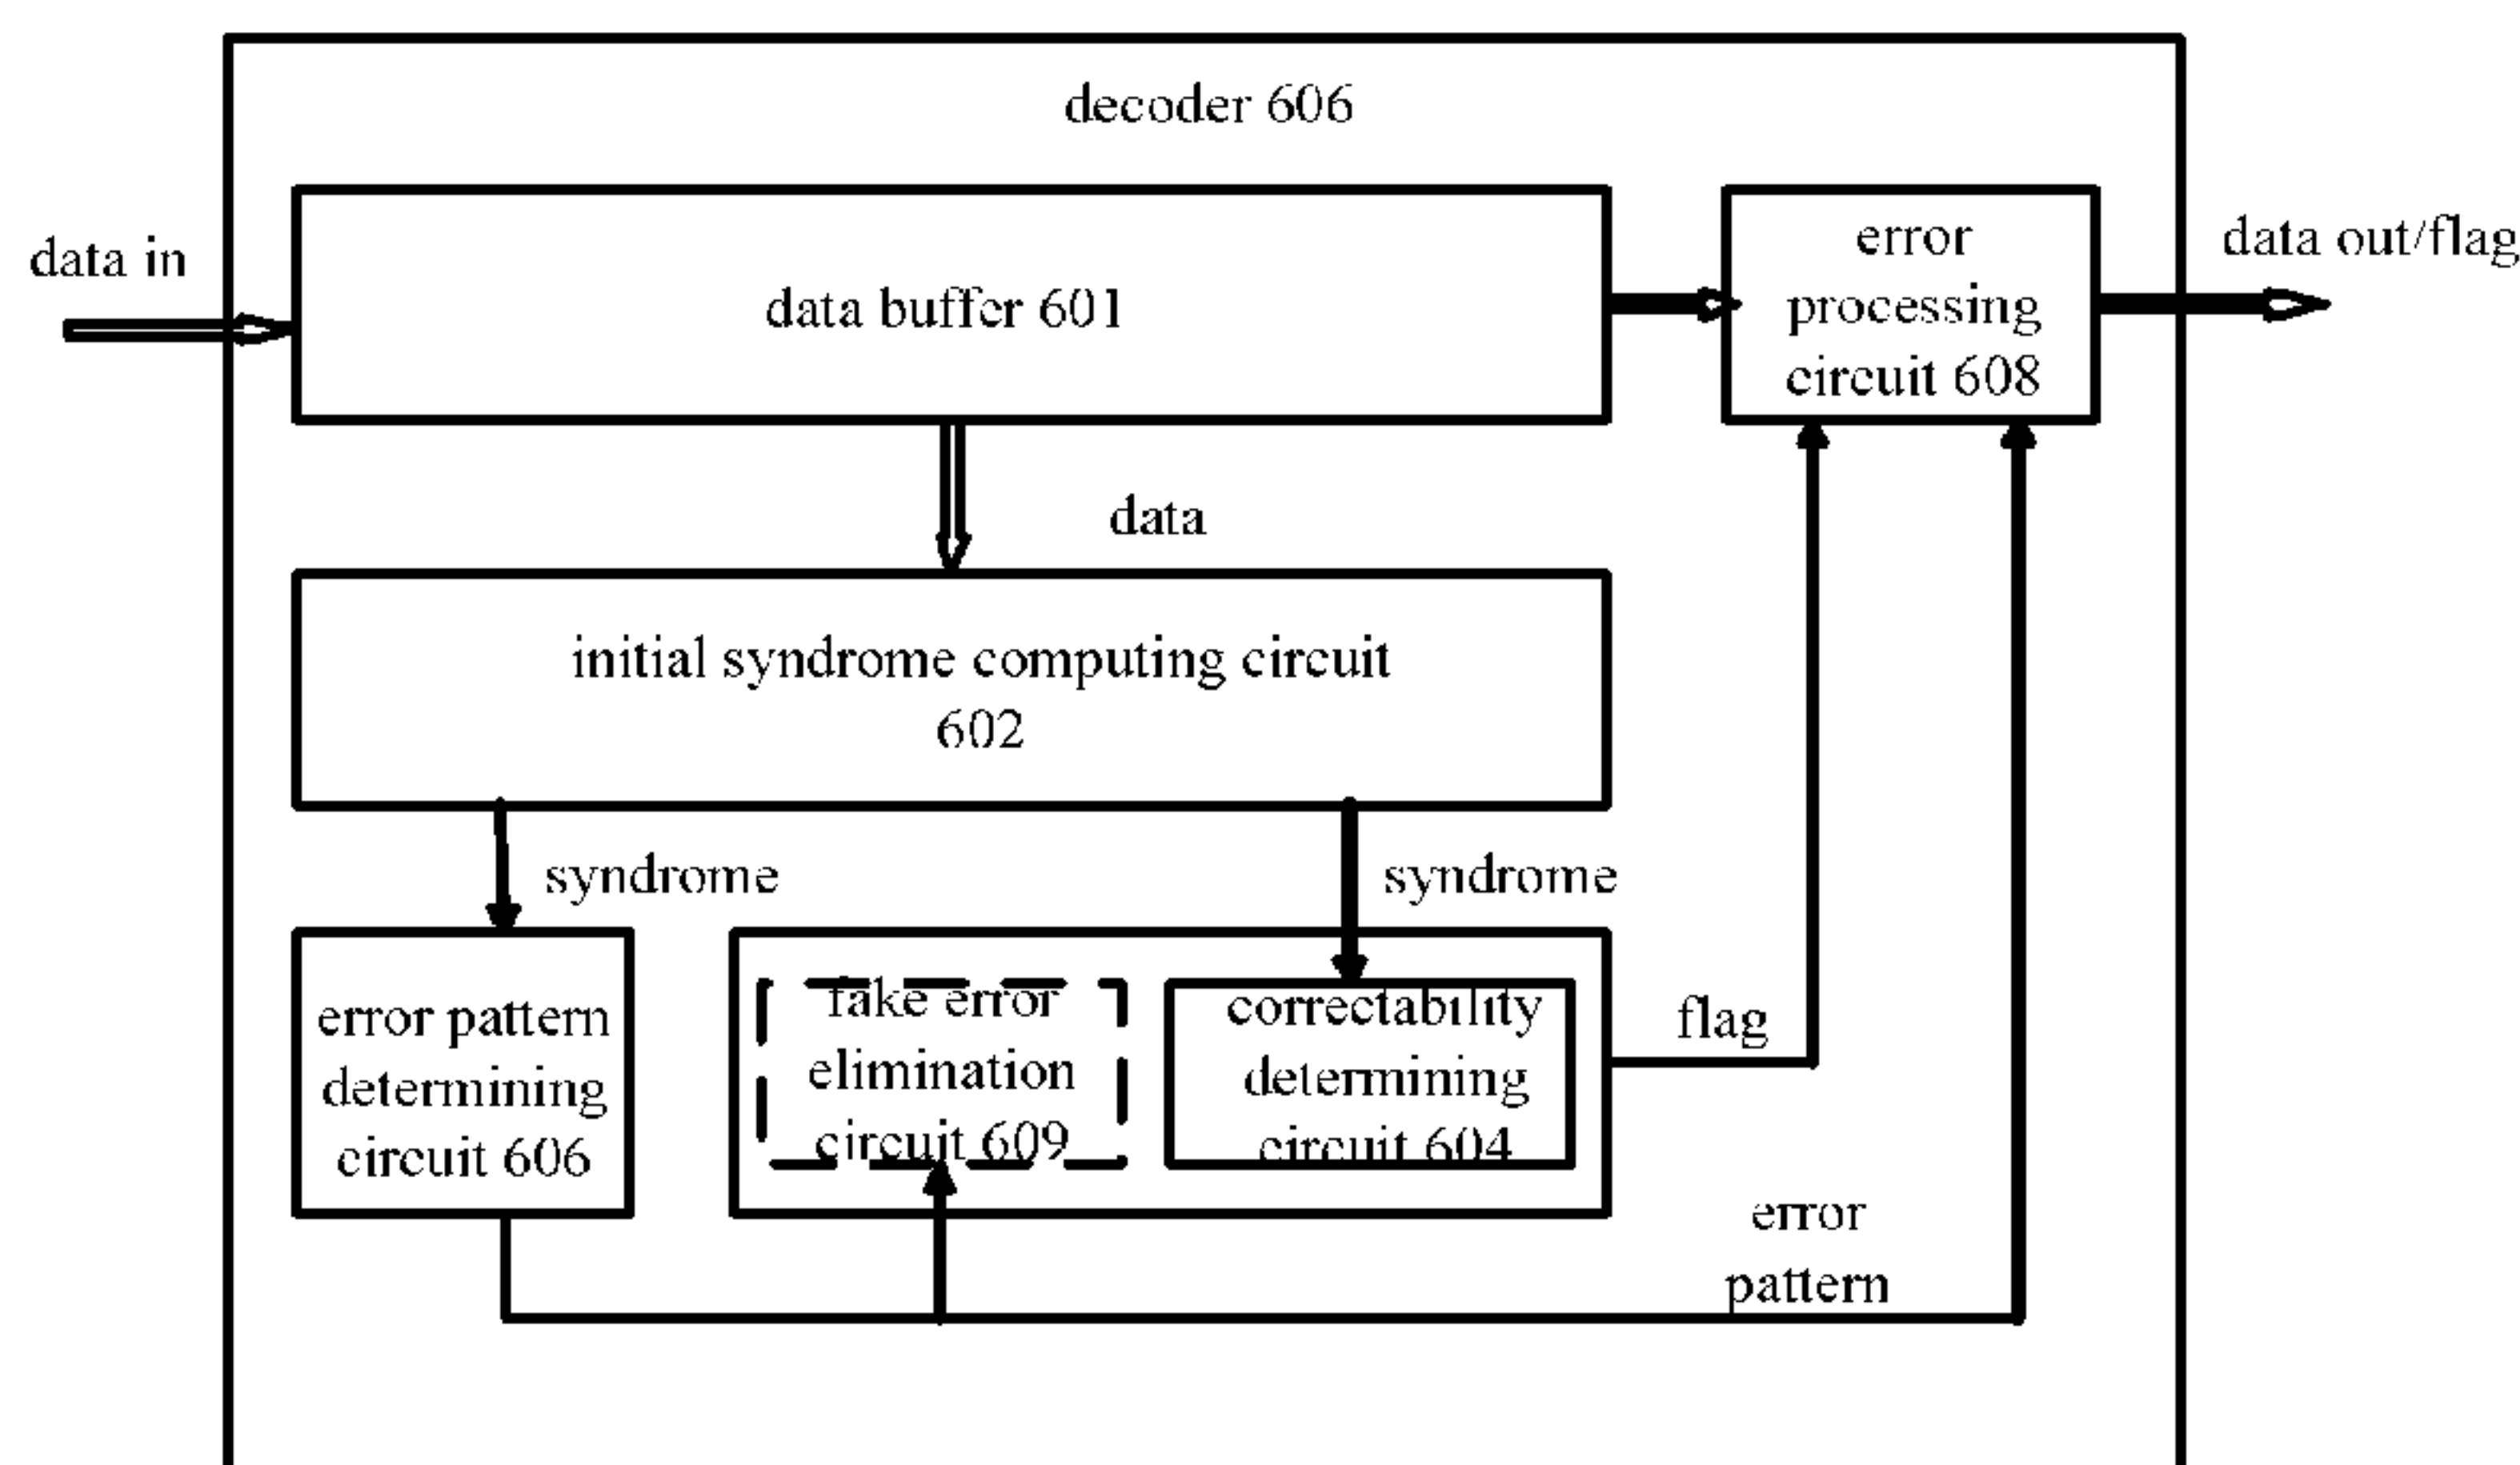 decoder 606
data in
data buffer 601
error
processing
circuit 608
data out/flag
data
initial syndrome computing circuit
602
syndrome
syndrome
error pattern
determining
circuit 606
fake error
elimination
circuit 609
correctability
determining
circuit 604
flag
error
pattern